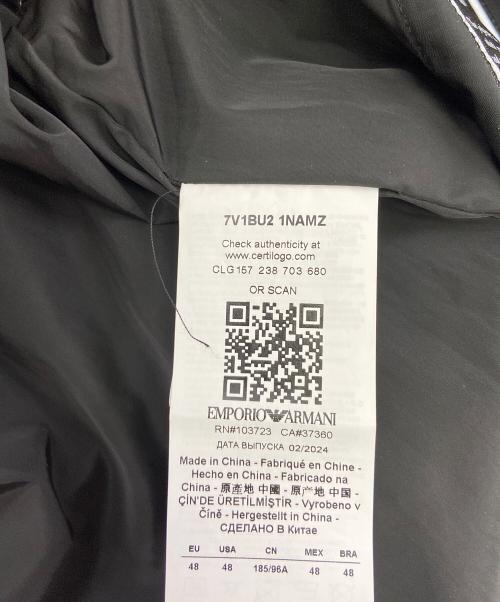 7V1BU2 1NAMZ
Check authenticity at
www.certilogo.com
CLG157 238 703 680
OR SCAN
EMPORIO ARMANI
RN#103723 CA#37360
ДАТА ВЫПУСКА 02/2024
Made in China - Fabriqué en Chine -
Hecho en China - Fabricado na
China - 原產地 中國 - 原产地 中国 -
ÇİN'DE ÜRETİLMİŞTİR - Vyrobeno v
Číně - Hergestellt in China -
СДЕЛАНО В Китае
EU USA CN MEX BRA
48 48 185/96A 48 48